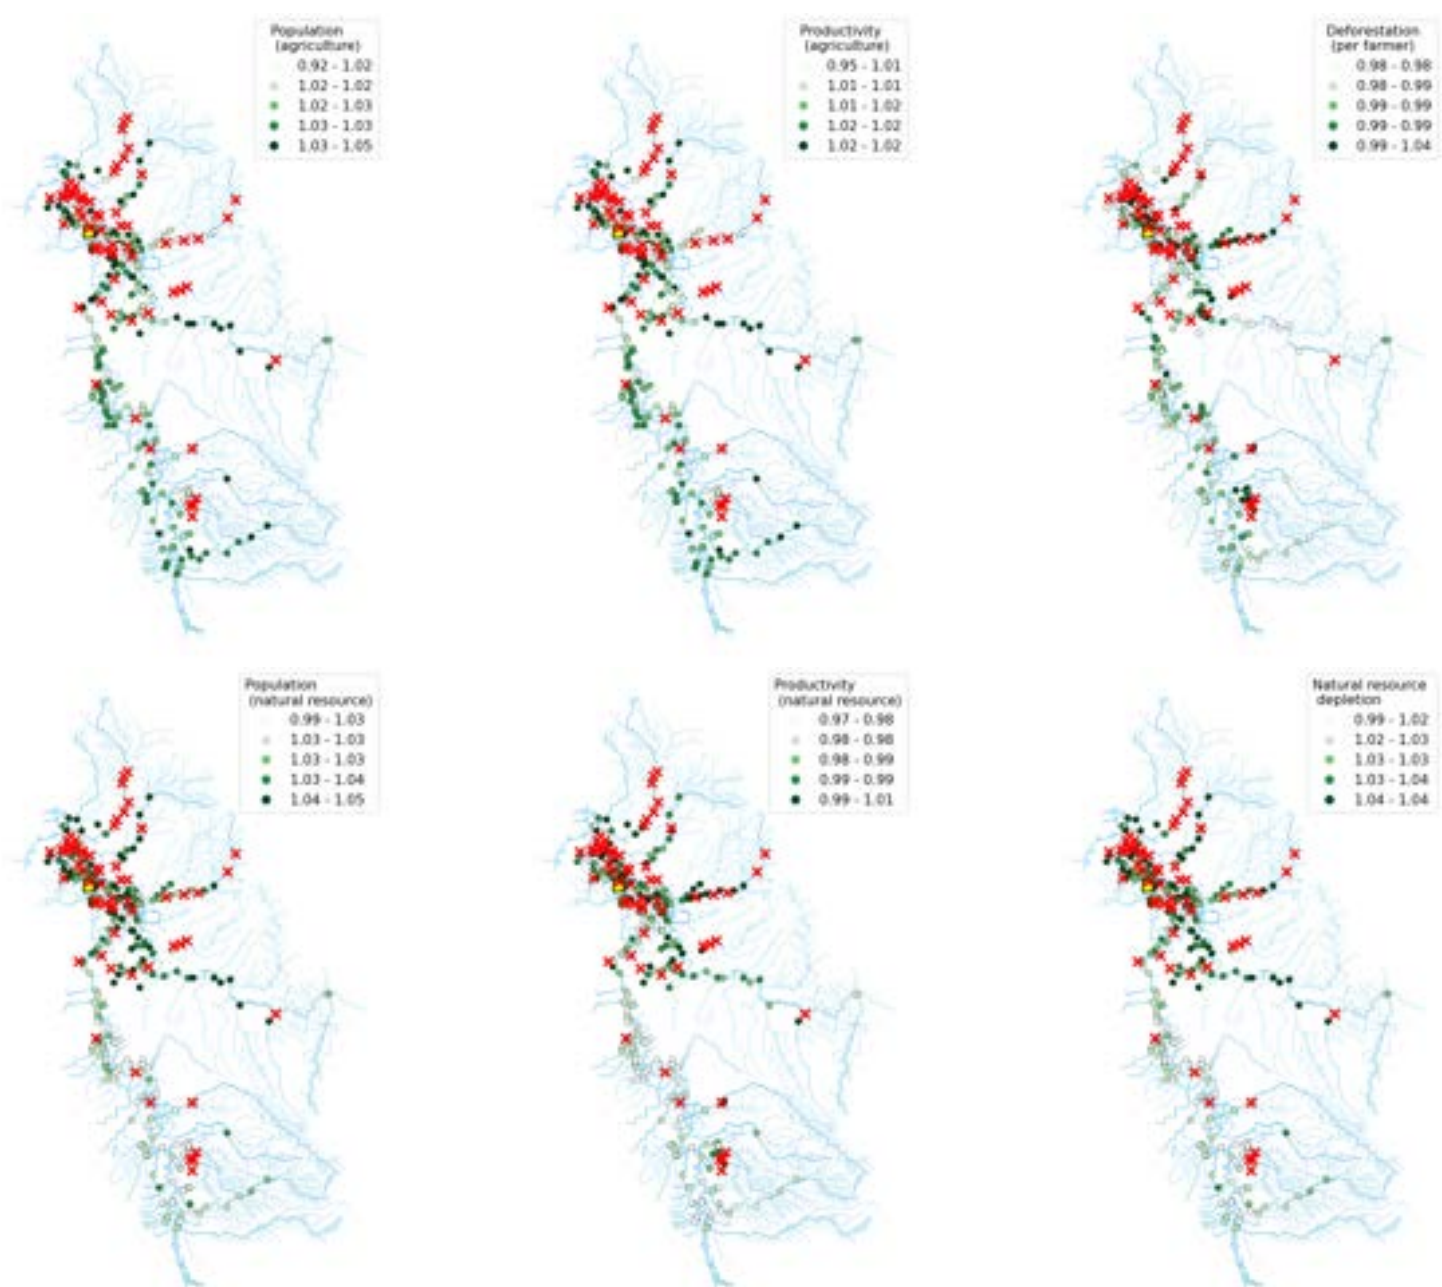 Population
(agriculture)
0.92 - 1.02
1.02 - 1.02
1.02 - 1.03
1.03 - 1.03
1.03 - 1.05
Productivity
(agriculture)
0.95 - 1.01
1.01 - 1.01
1.01 - 1.02
1.02 - 1.02
1.02 - 1.02
Deforestation
(per farmer)
0.98 - 0.98
0.98 - 0.99
0.99 - 0.99
0.99 - 0.99
0.99 - 1.04
Population
(natural resource)
0.99 - 1.03
1.03 - 1.03
1.03 - 1.03
1.03 - 1.04
1.04 - 1.05
Productivity
(natural resource)
0.97 - 0.98
0.98 - 0.98
0.98 - 0.99
0.99 - 0.99
0.99 - 1.01
Natural resource
depletion
0.99 - 1.02
1.02 - 1.03
1.03 - 1.03
1.03 - 1.04
1.04 - 1.04